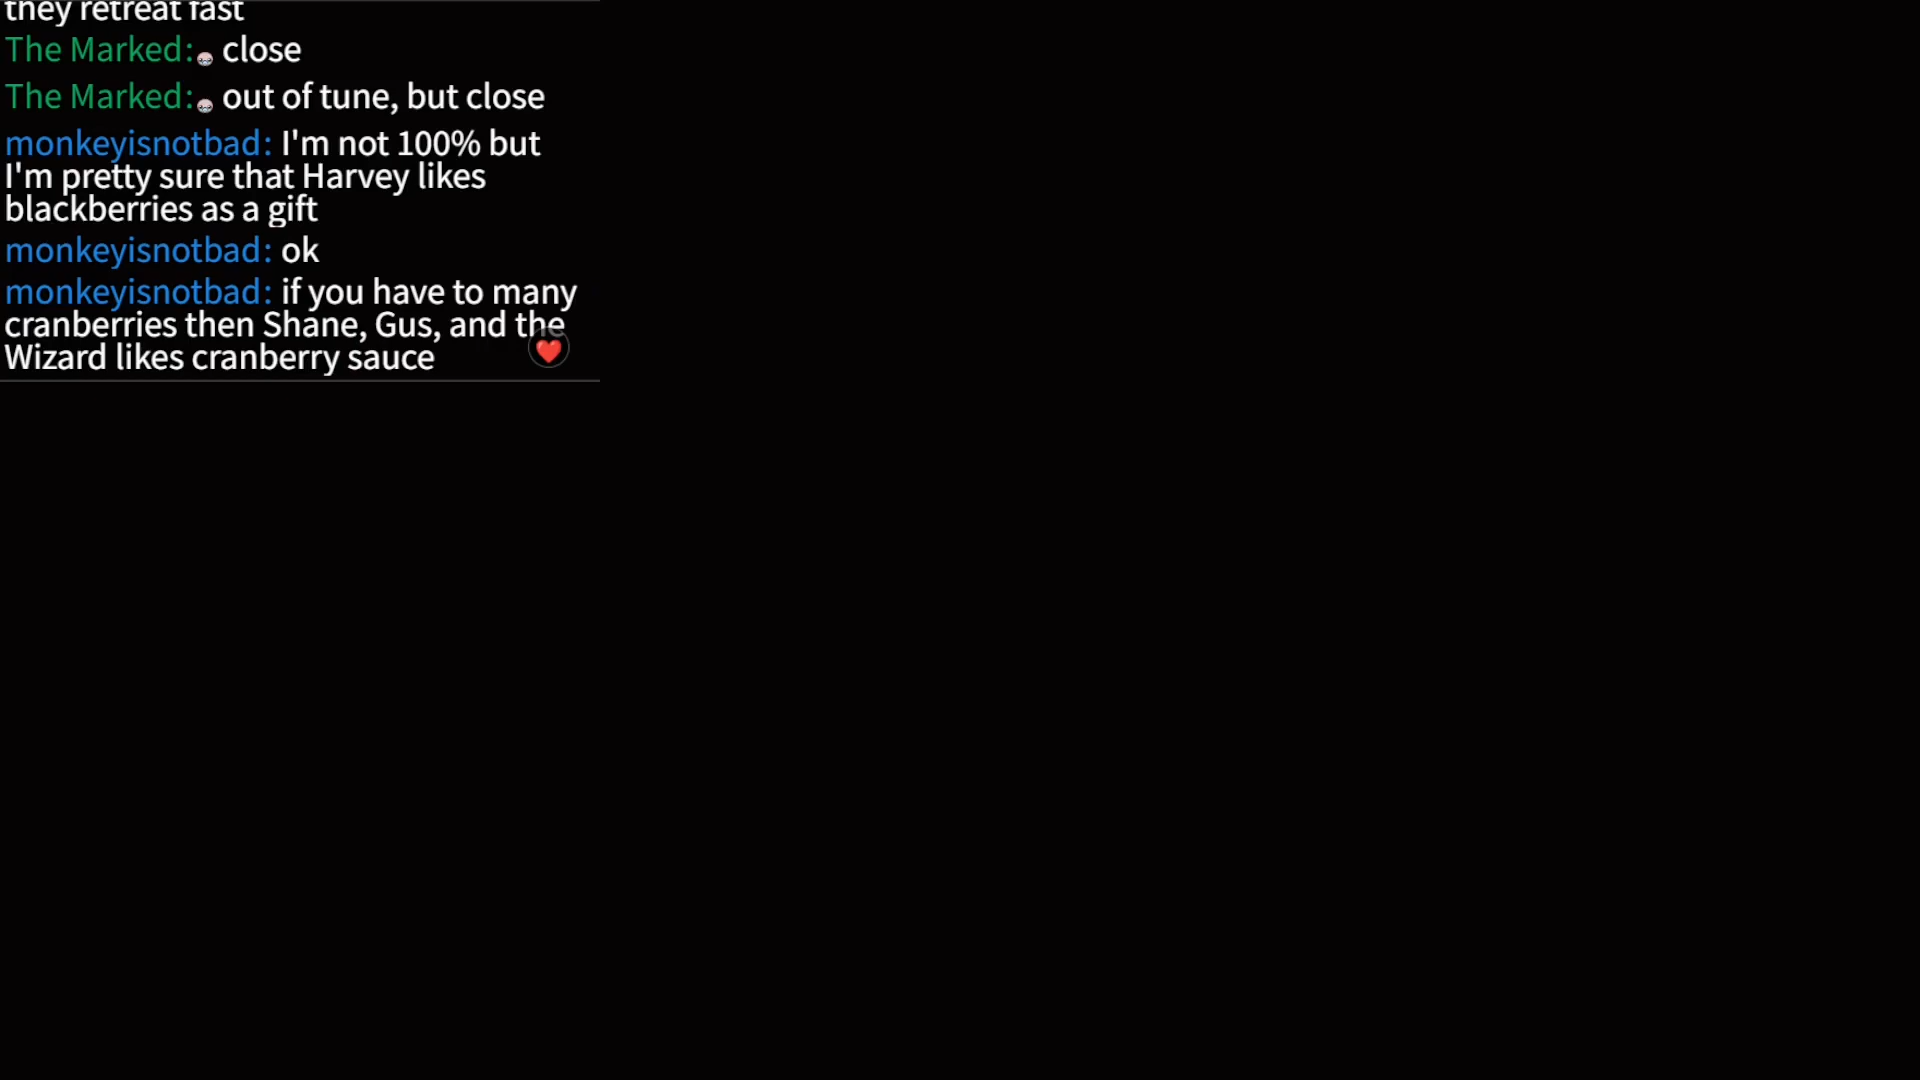 they retreat fast
The Marked: close
The Marked: out of tune, but close
monkeyisnotbad: I'm not 100% but
I'm pretty sure that Harvey likes
blackberries as a gift
monkeyisnotbad: ok
monkeyisnotbad: if you have to many
cranberries then Shane, Gus, and the
Wizard likes cranberry sauce